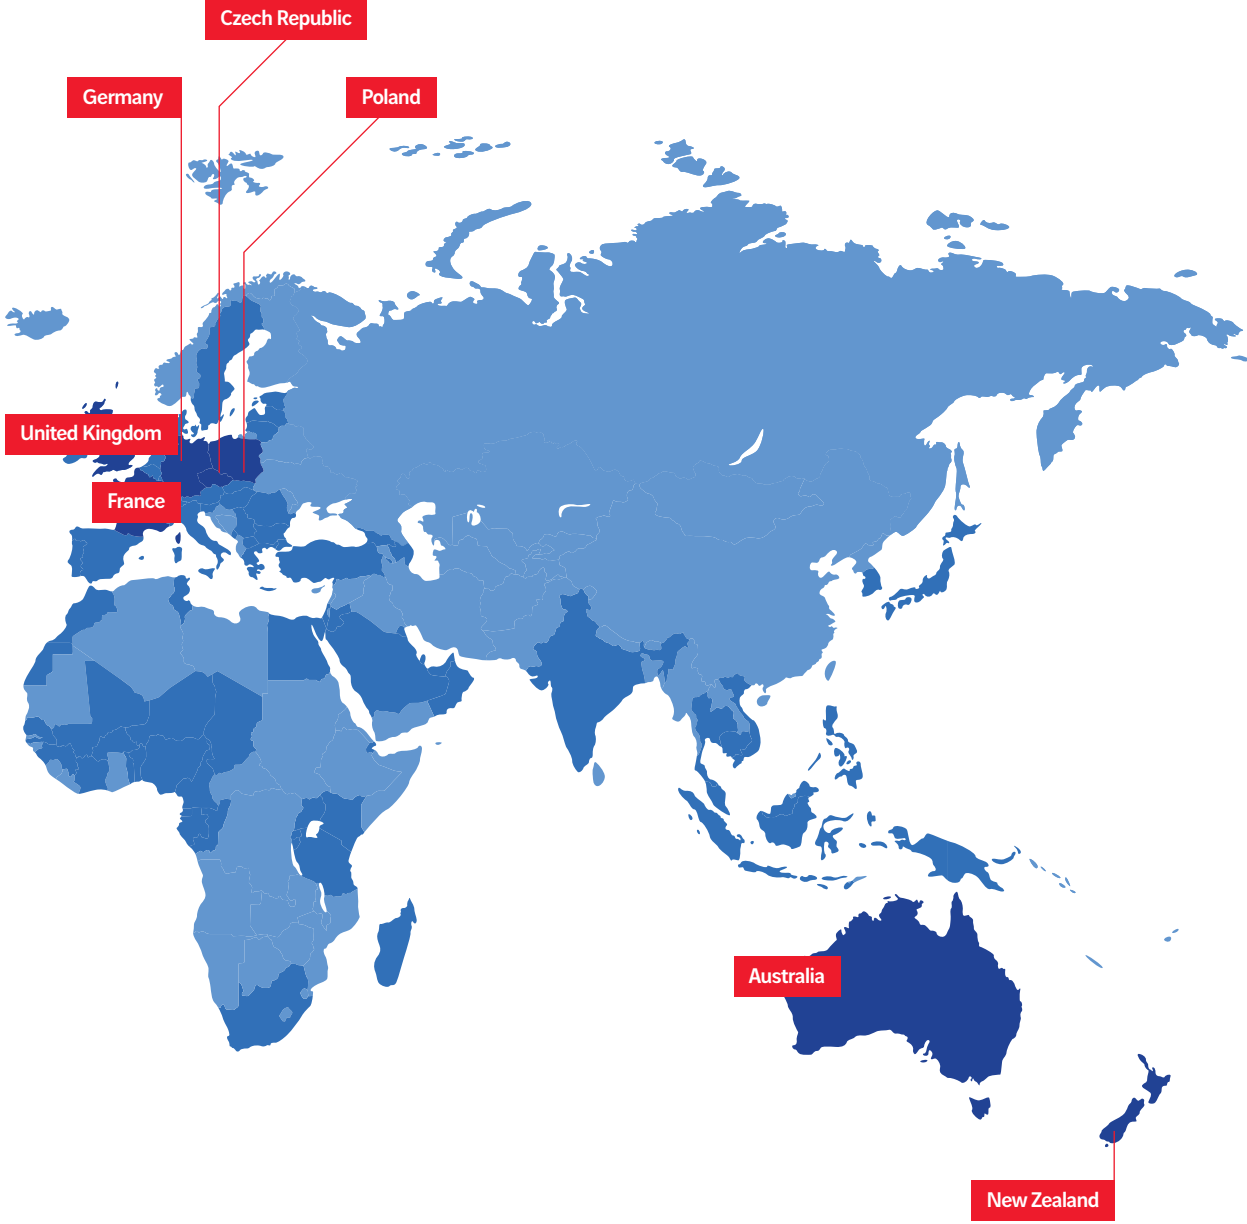 Czech Republic
Germany
Poland
United Kingdom
France
Australia
New Zealand